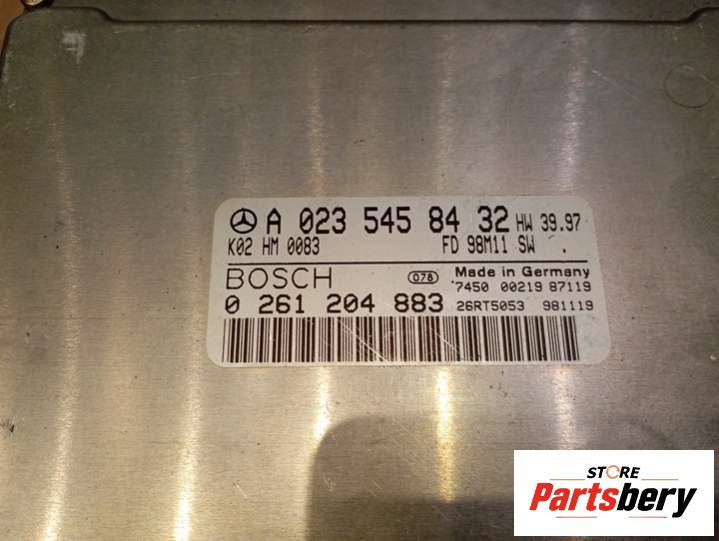 A 023 545 84 32 HW 39.97
K02 HM 0083 FD 98M11 SW .
BOSCH 078 Made in Germany
7450 00219 87119
0 261 204 883 26RT5053 981119
STORE
Partsbery